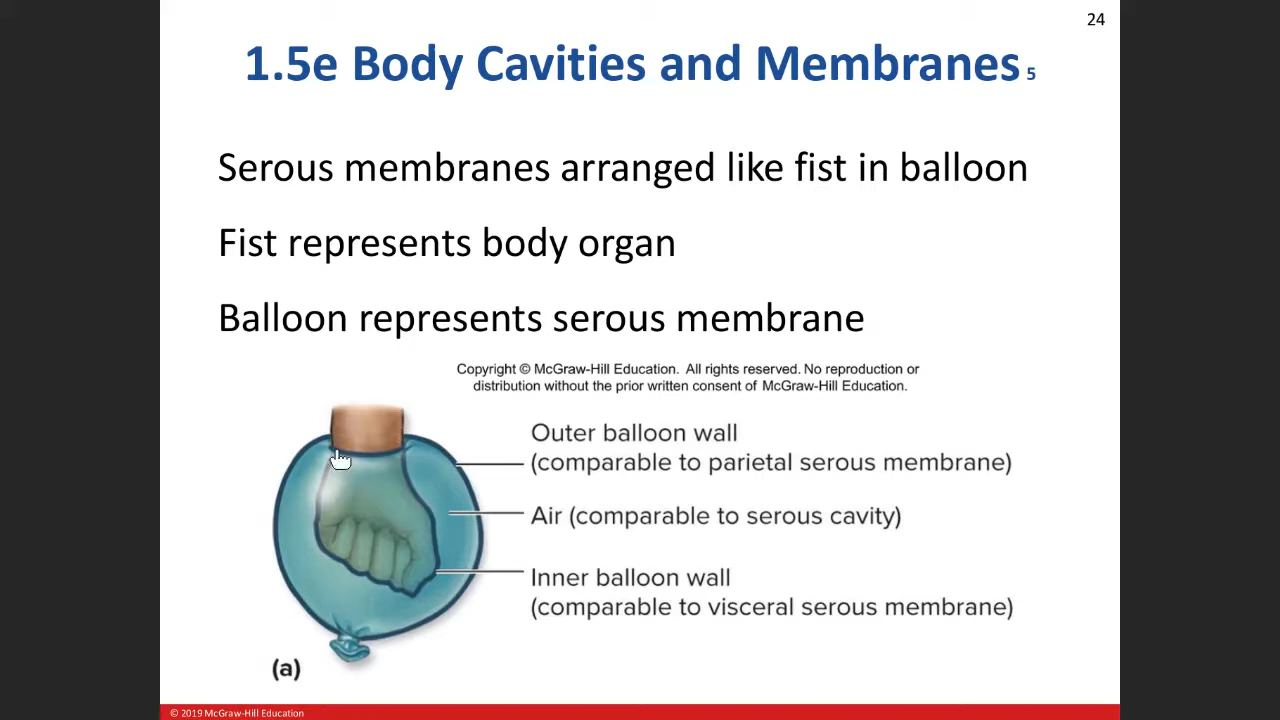 24
1.5e Body Cavities and Membranes 5
Serous membranes arranged like fist in balloon
Fist represents body organ
Balloon represents serous membrane
Copyright © McGraw-Hill Education. All rights reserved. No reproduction or
distribution without the prior written consent of McGraw-Hill Education.
Outer balloon wall
(comparable to parietal serous membrane)
Air (comparable to serous cavity)
Inner balloon wall
(comparable to visceral serous membrane)
(a)
© 2019 McGraw-Hill Education